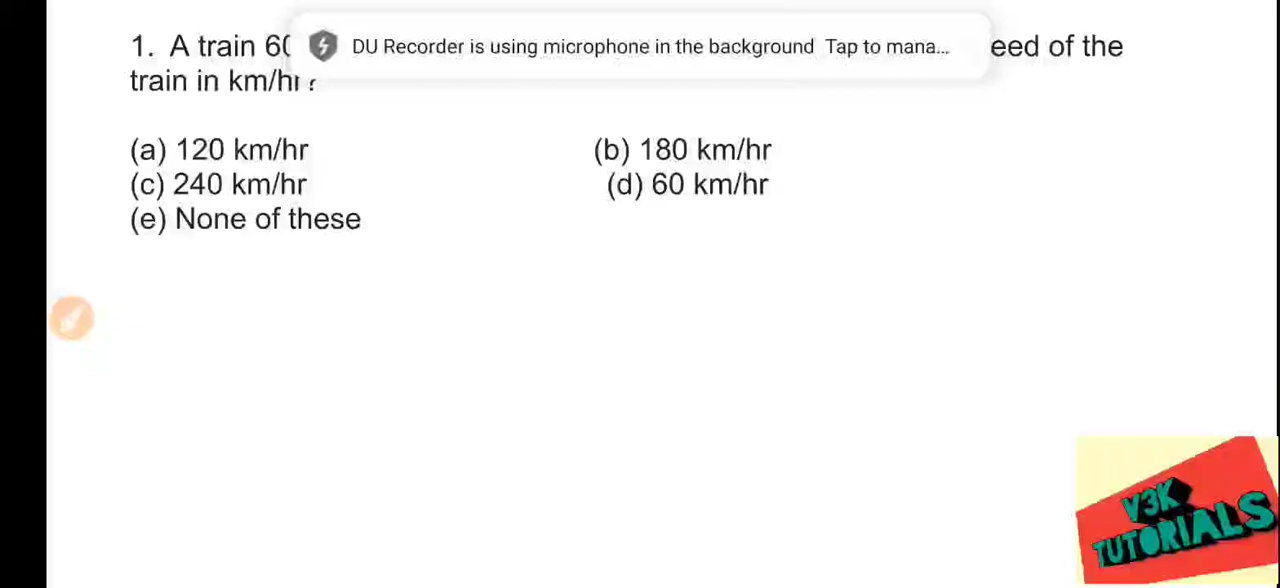 1. A train 60 DU Recorder is using microphone in the background Tap to mana... eed of the
train in km/hr ?
(a) 120 km/hr (b) 180 km/hr
(c) 240 km/hr (d) 60 km/hr
(e) None of these
V3K
TUTORIALS